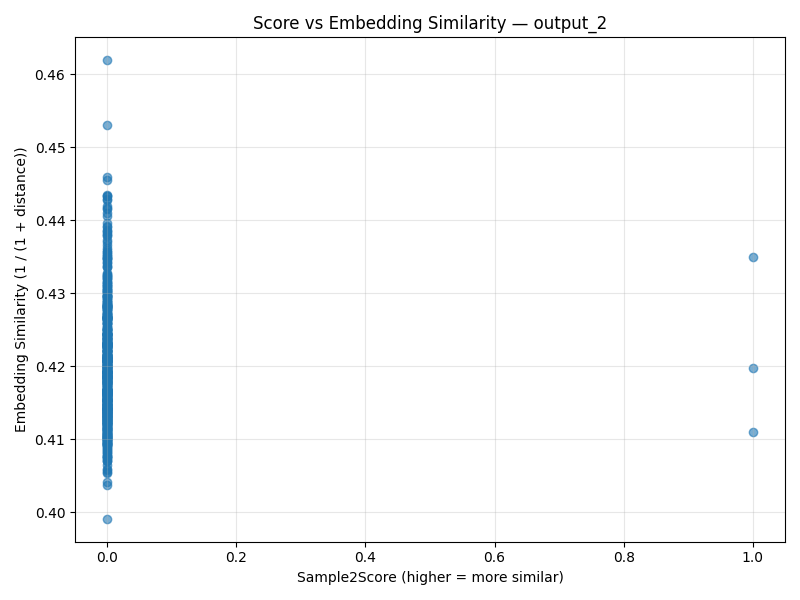 Score vs Embedding Similarity — output_2
Embedding Similarity (1 / (1 + distance))
0.46
0.45
0.44
0.43
0.42
0.41
0.40
0.0 0.2 0.4 0.6 0.8 1.0
Sample2Score (higher = more similar)